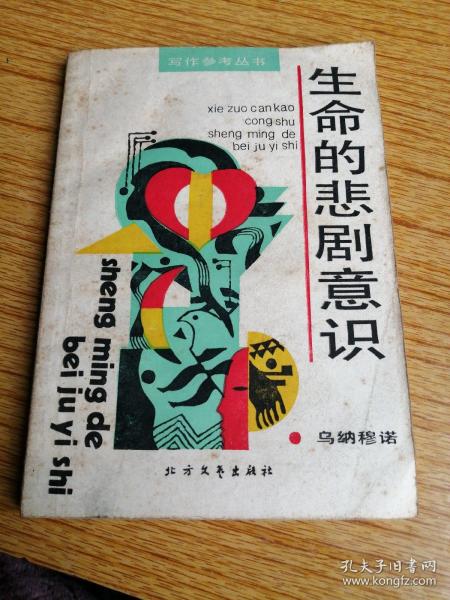 写作参考丛书
xie zuo can kao
cong shu
sheng ming de
bei ju yi shi
生命的悲剧意识
sheng ming de
bei ju yi shi
乌纳穆诺
北方文艺出版社
孔夫子旧书网
www.kongfz.com